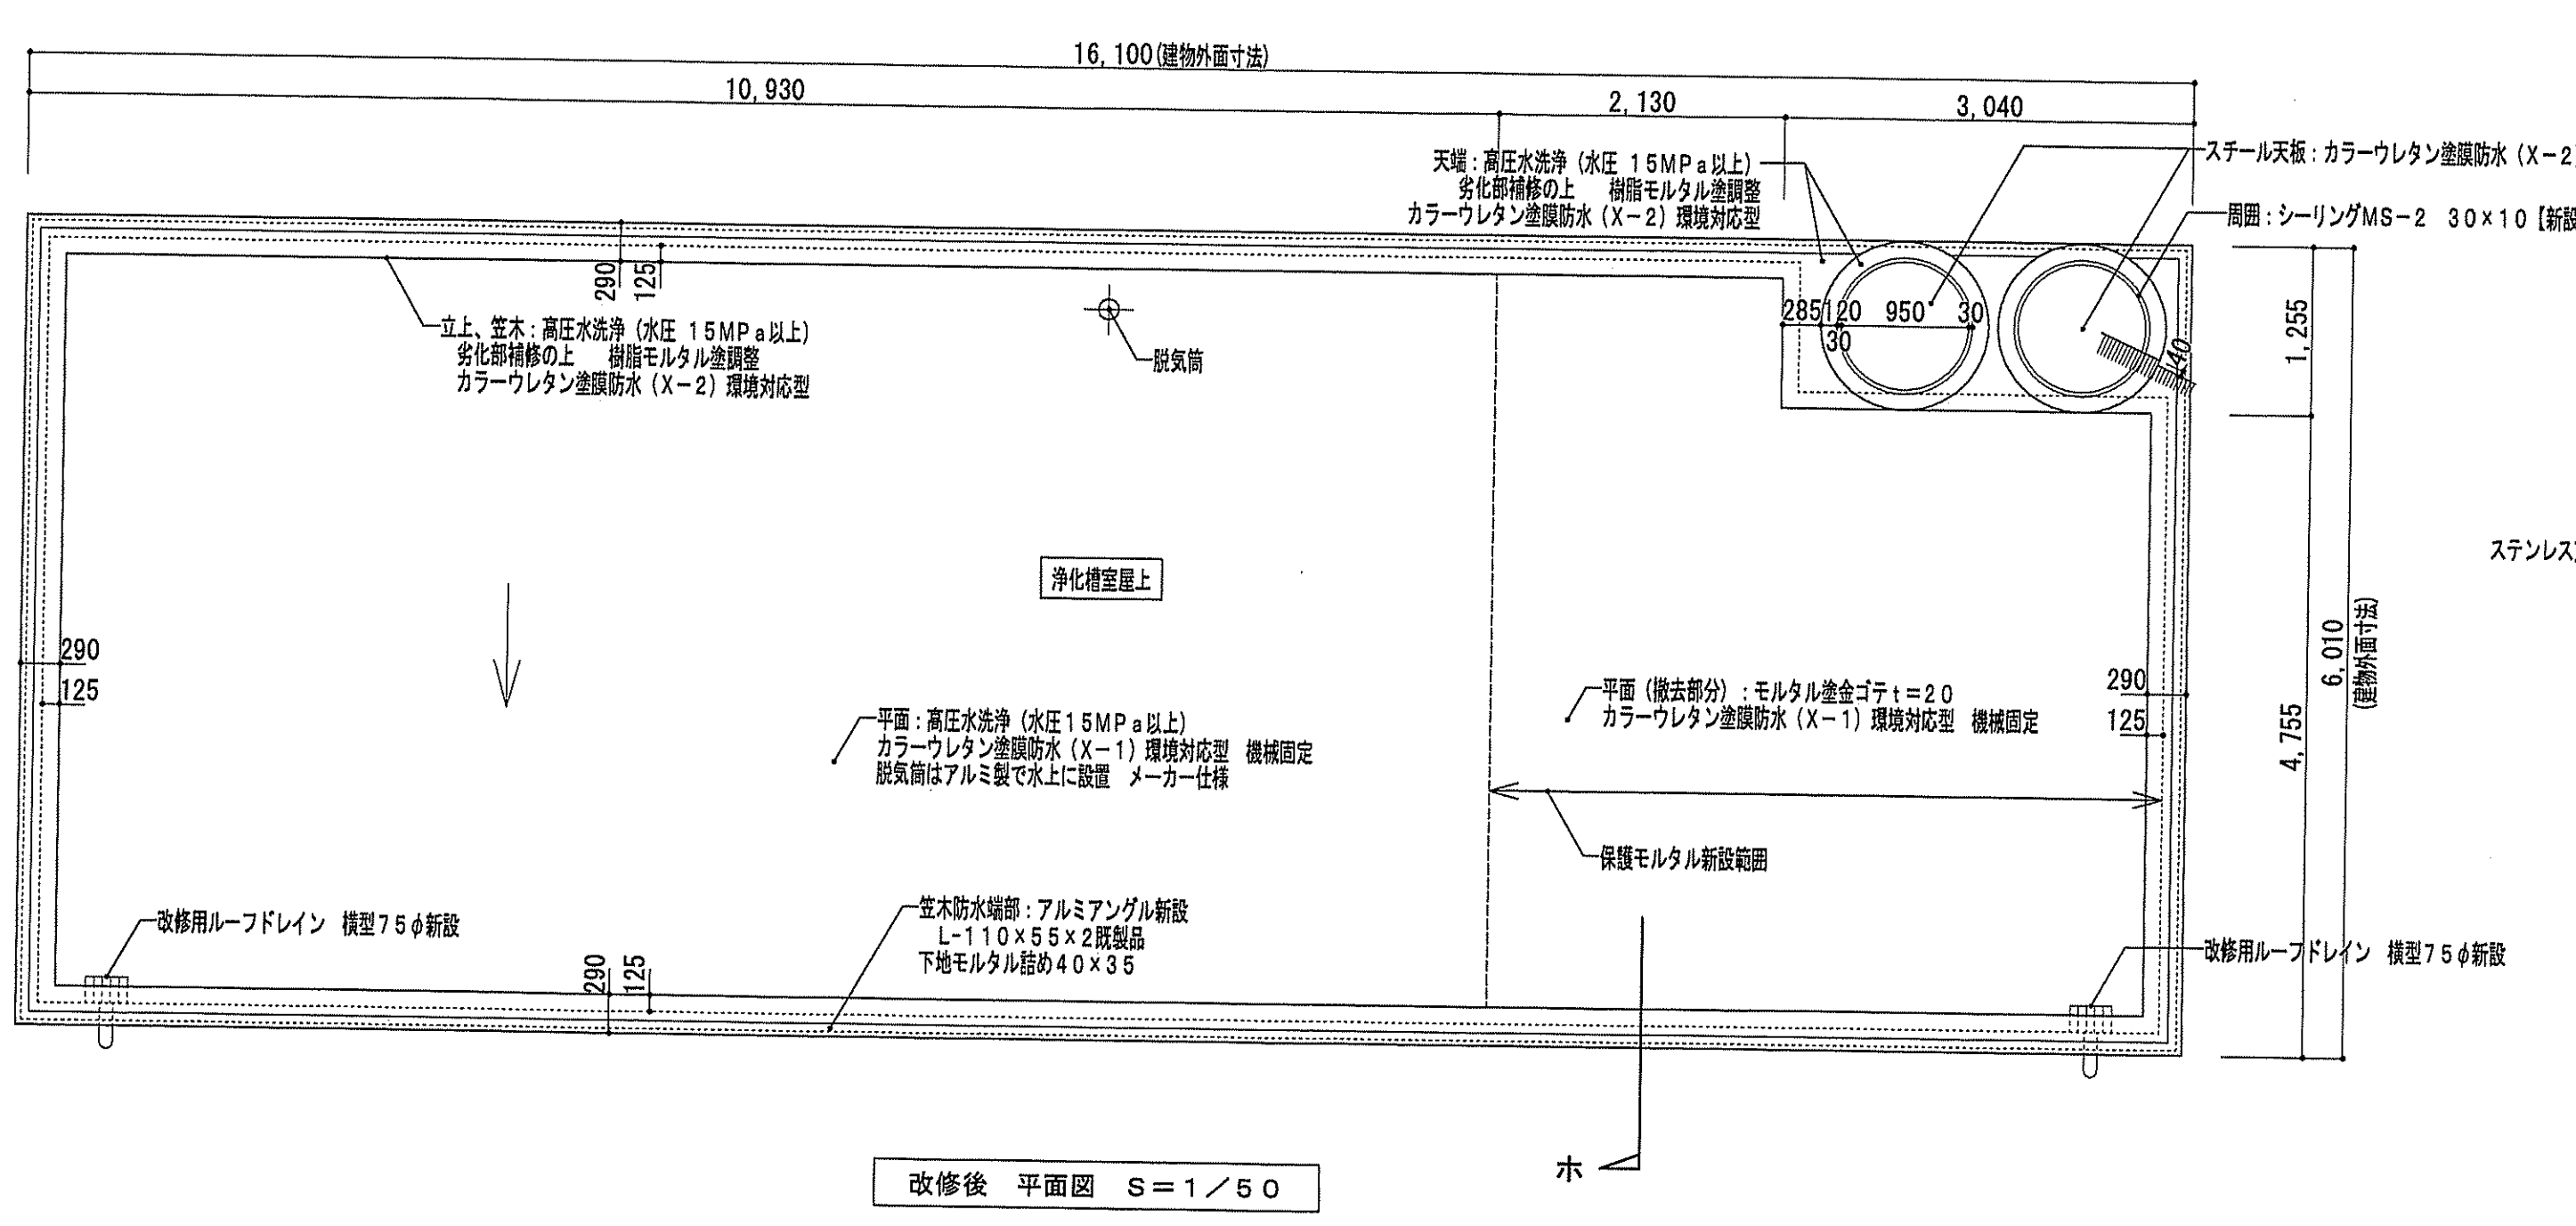 16,100(建物外面寸法)
10,930
2,130
3,040
天端：高圧水洗浄（水圧 １５ＭＰａ以上）
劣化部補修の上　樹脂モルタル塗調整
カラーウレタン塗膜防水（Ｘ－２）環境対応型
スチール天板：カラーウレタン塗膜防水（Ｘ－２）
周囲：シーリングＭＳ－２　３０×１０【新設
290
125
立上、笠木：高圧水洗浄（水圧 １５ＭＰａ以上）
劣化部補修の上　樹脂モルタル塗調整
カラーウレタン塗膜防水（Ｘ－２）環境対応型
脱気筒
285
120
950
30
30
140
1,255
浄化槽室屋上
ステンレス
6,010
(建物外面寸法)
290
125
平面：高圧水洗浄（水圧１５ＭＰａ以上）
カラーウレタン塗膜防水（Ｘ－１）環境対応型　機械固定
脱気筒はアルミ製で水上に設置　メーカー仕様
平面（撤去部分）：モルタル塗金ゴテｔ＝２０
カラーウレタン塗膜防水（Ｘ－１）環境対応型　機械固定
290
125
4,755
保護モルタル新設範囲
改修用ルーフドレイン　横型７５φ新設
笠木防水端部：アルミアングル新設
L-１１０×５５×２既製品
下地モルタル詰め４０×３５
290
125
改修用ルーフドレイン　横型７５φ新設
ホ
改修後　平面図　Ｓ＝１／５０